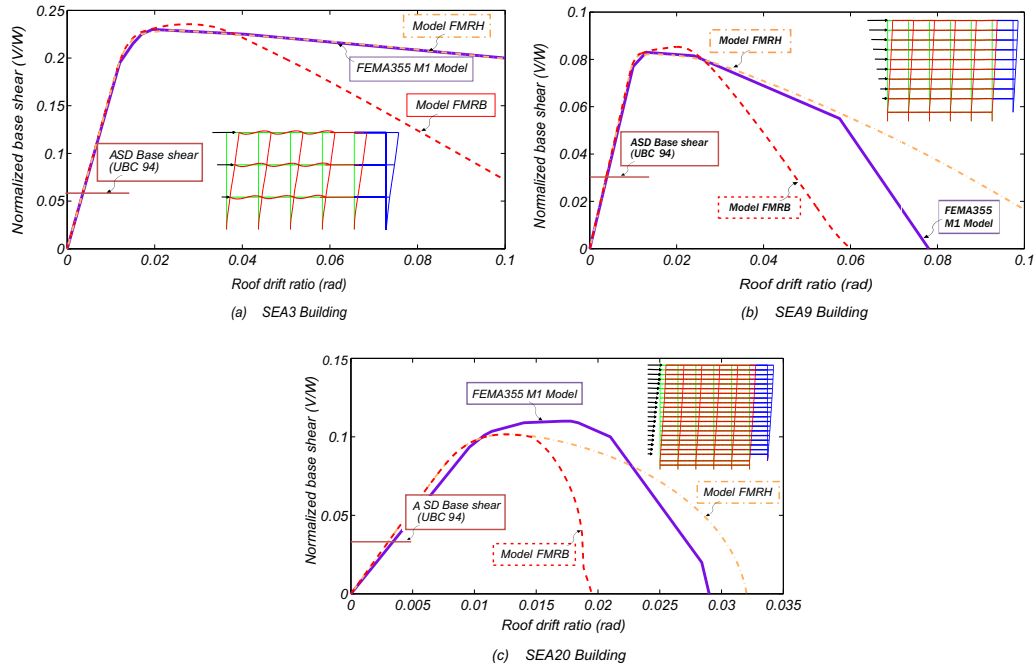 Normalized base shear (V/W)
0.25
0.20
0.15
0.10
0.05
0
Model FMRH
FEMA355 M1 Model
Model FMRB
ASD Base shear
(UBC 94)
0 0.02 0.04 0.06 0.08 0.1
Roof drift ratio (rad)
(a) SEA3 Building
Normalized base shear (V/W)
0.1
0.08
0.06
0.04
0.02
0
Model FMRH
ASD Base shear
(UBC 94)
Model FMRB
FEMA355
M1 Model
0 0.02 0.04 0.06 0.08 0.1
Roof drift ratio (rad)
(b) SEA9 Building
Normalized base shear (V/W)
0.15
0.1
0.05
0
FEMA355 M1 Model
Model FMRH
A SD Base shear
(UBC 94)
Model FMRB
0 0.005 0.01 0.015 0.02 0.025 0.03 0.035
Roof drift ratio (rad)
(c) SEA20 Building